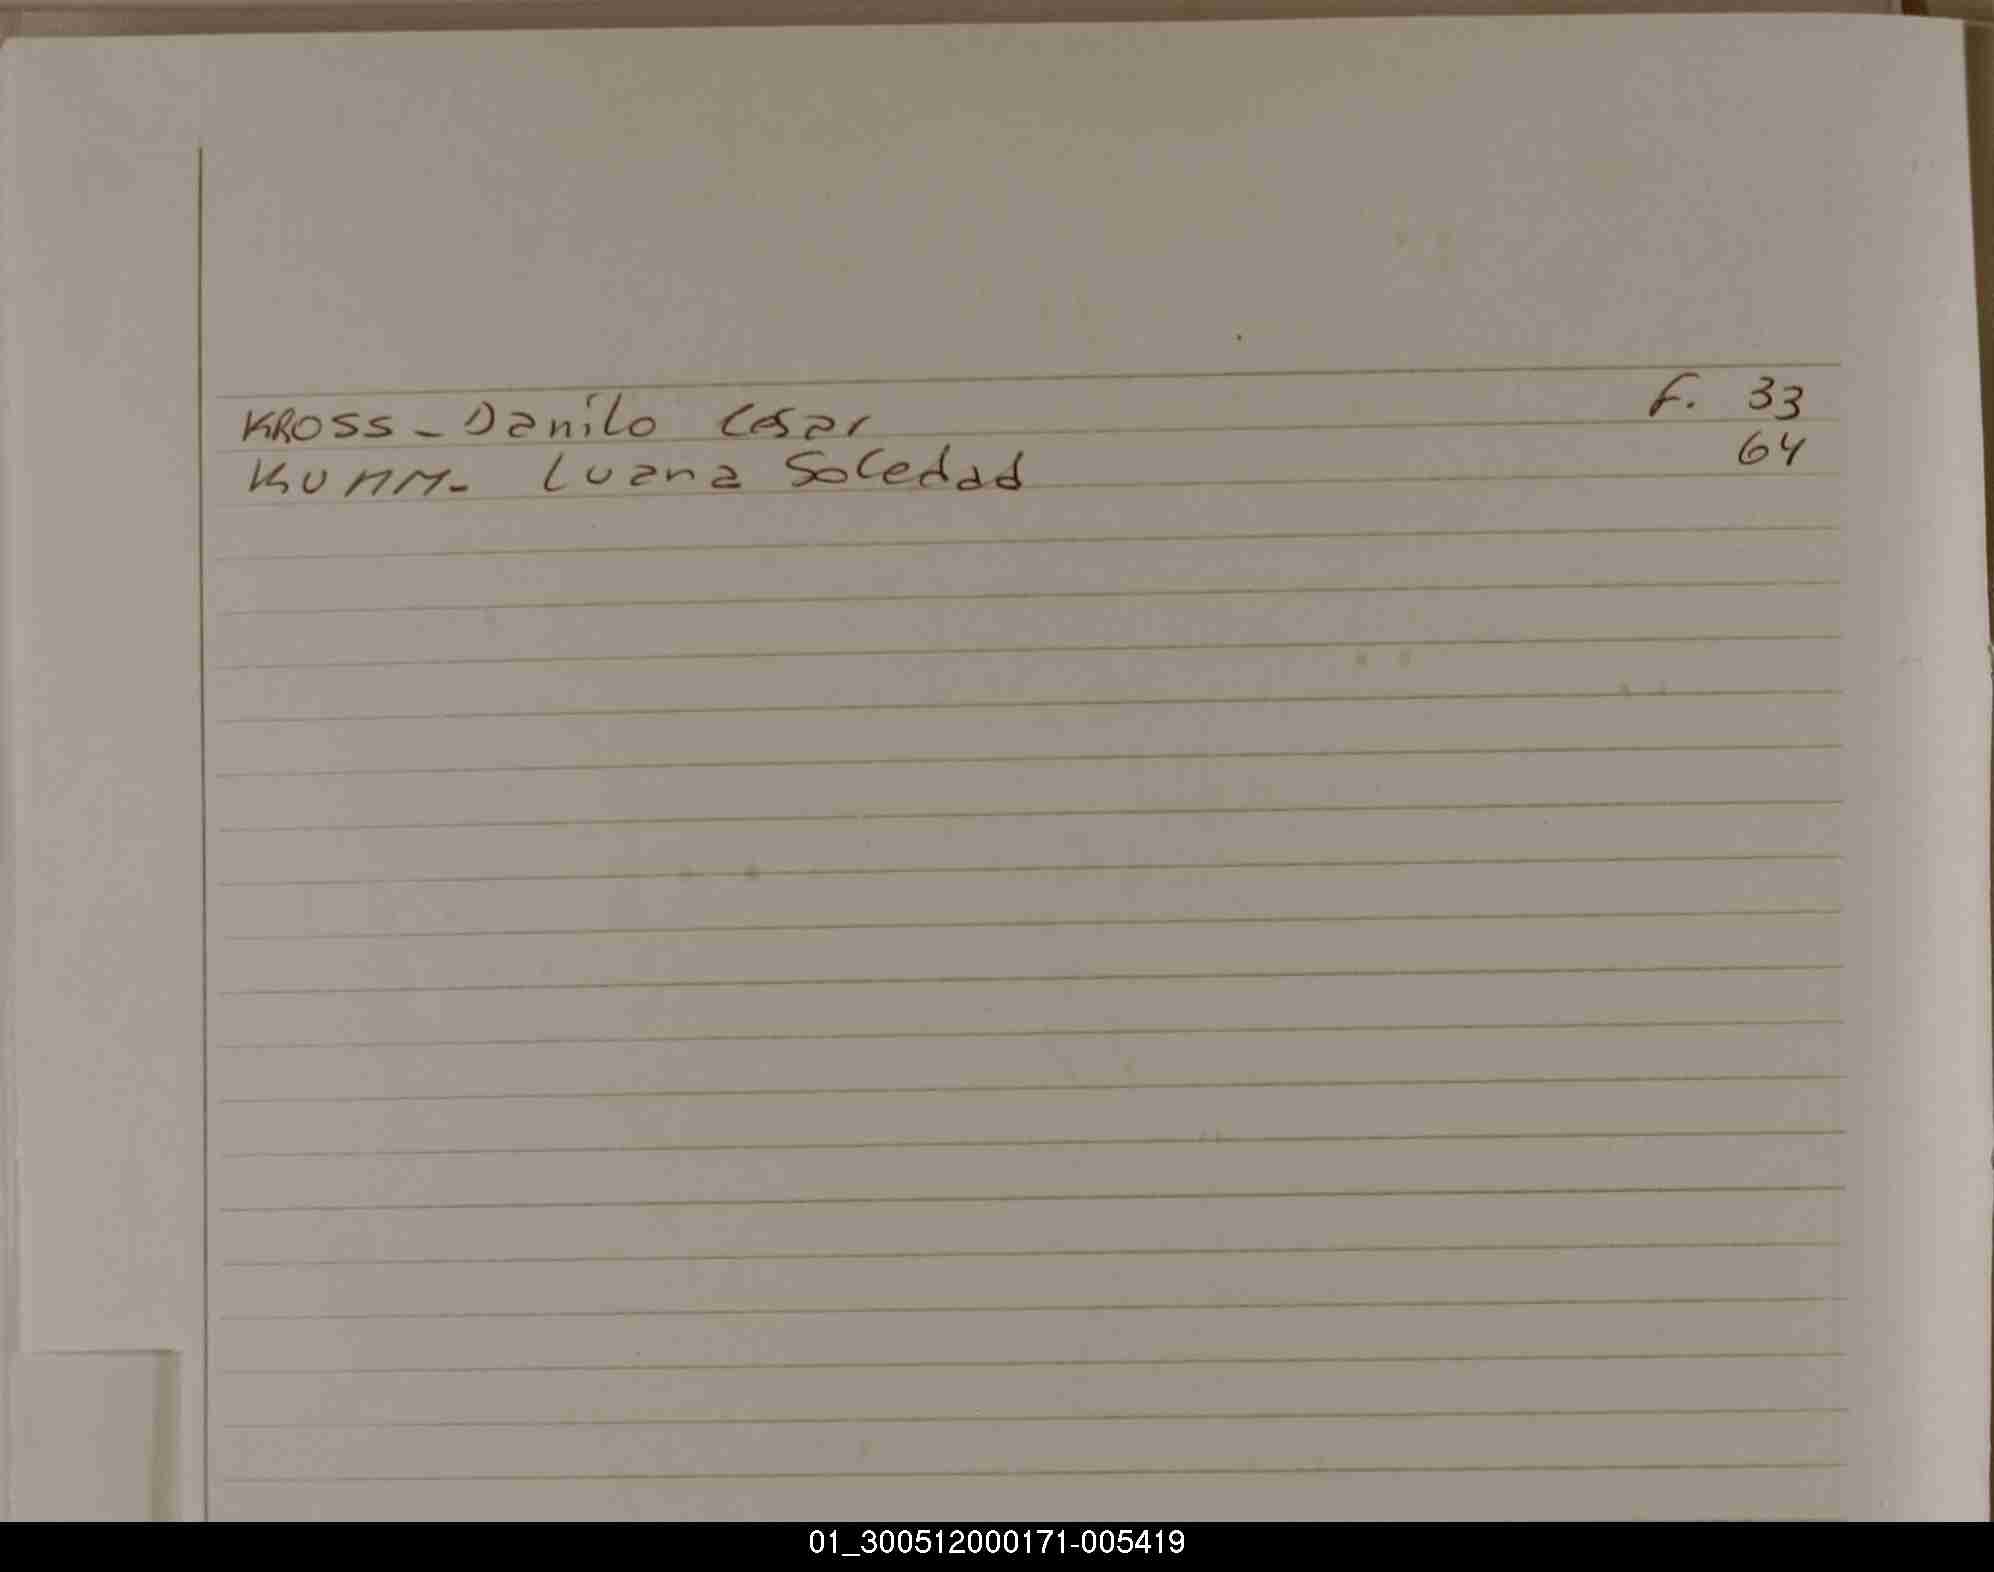 KROSS - Danilo Cesar F. 33
KUMM - Luana Soledad 64
01_300512000171-005419